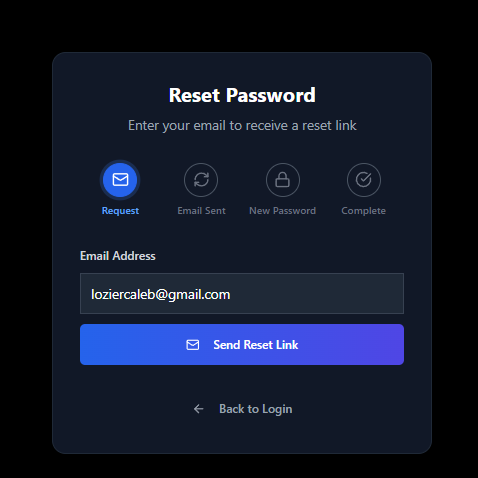 Reset Password
Enter your email to receive a reset link
Request Email Sent New Password Complete
Email Address
loziercaleb@gmail.com
Send Reset Link
Back to Login